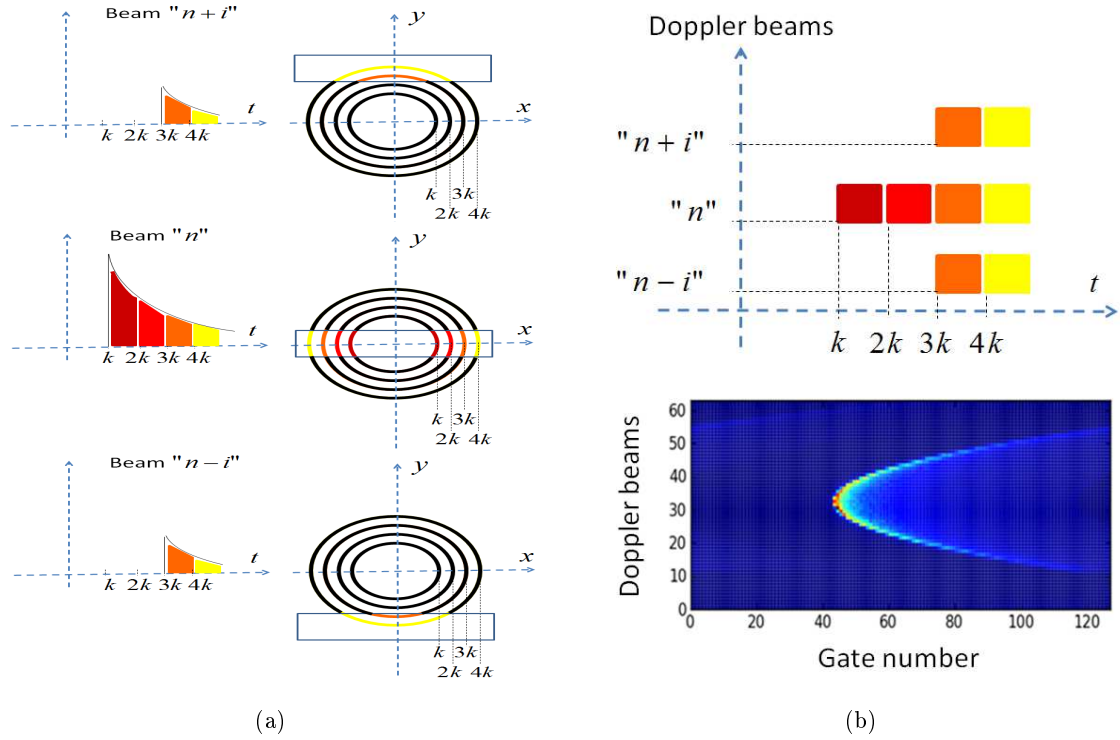 Beam "n + i"
y
t
x
k 2k 3k 4k
k 3k
2k 4k
Beam "n"
y
t
x
k 2k 3k 4k
k 3k
2k 4k
Beam "n − i"
y
t
x
k 2k 3k 4k
k 3k
2k 4k
(a)
Doppler beams
"n + i"
"n"
"n − i"
t
k 2k 3k 4k
Doppler beams
60
50
40
30
20
10
0
0 20 40 60 80 100 120
Gate number
(b)